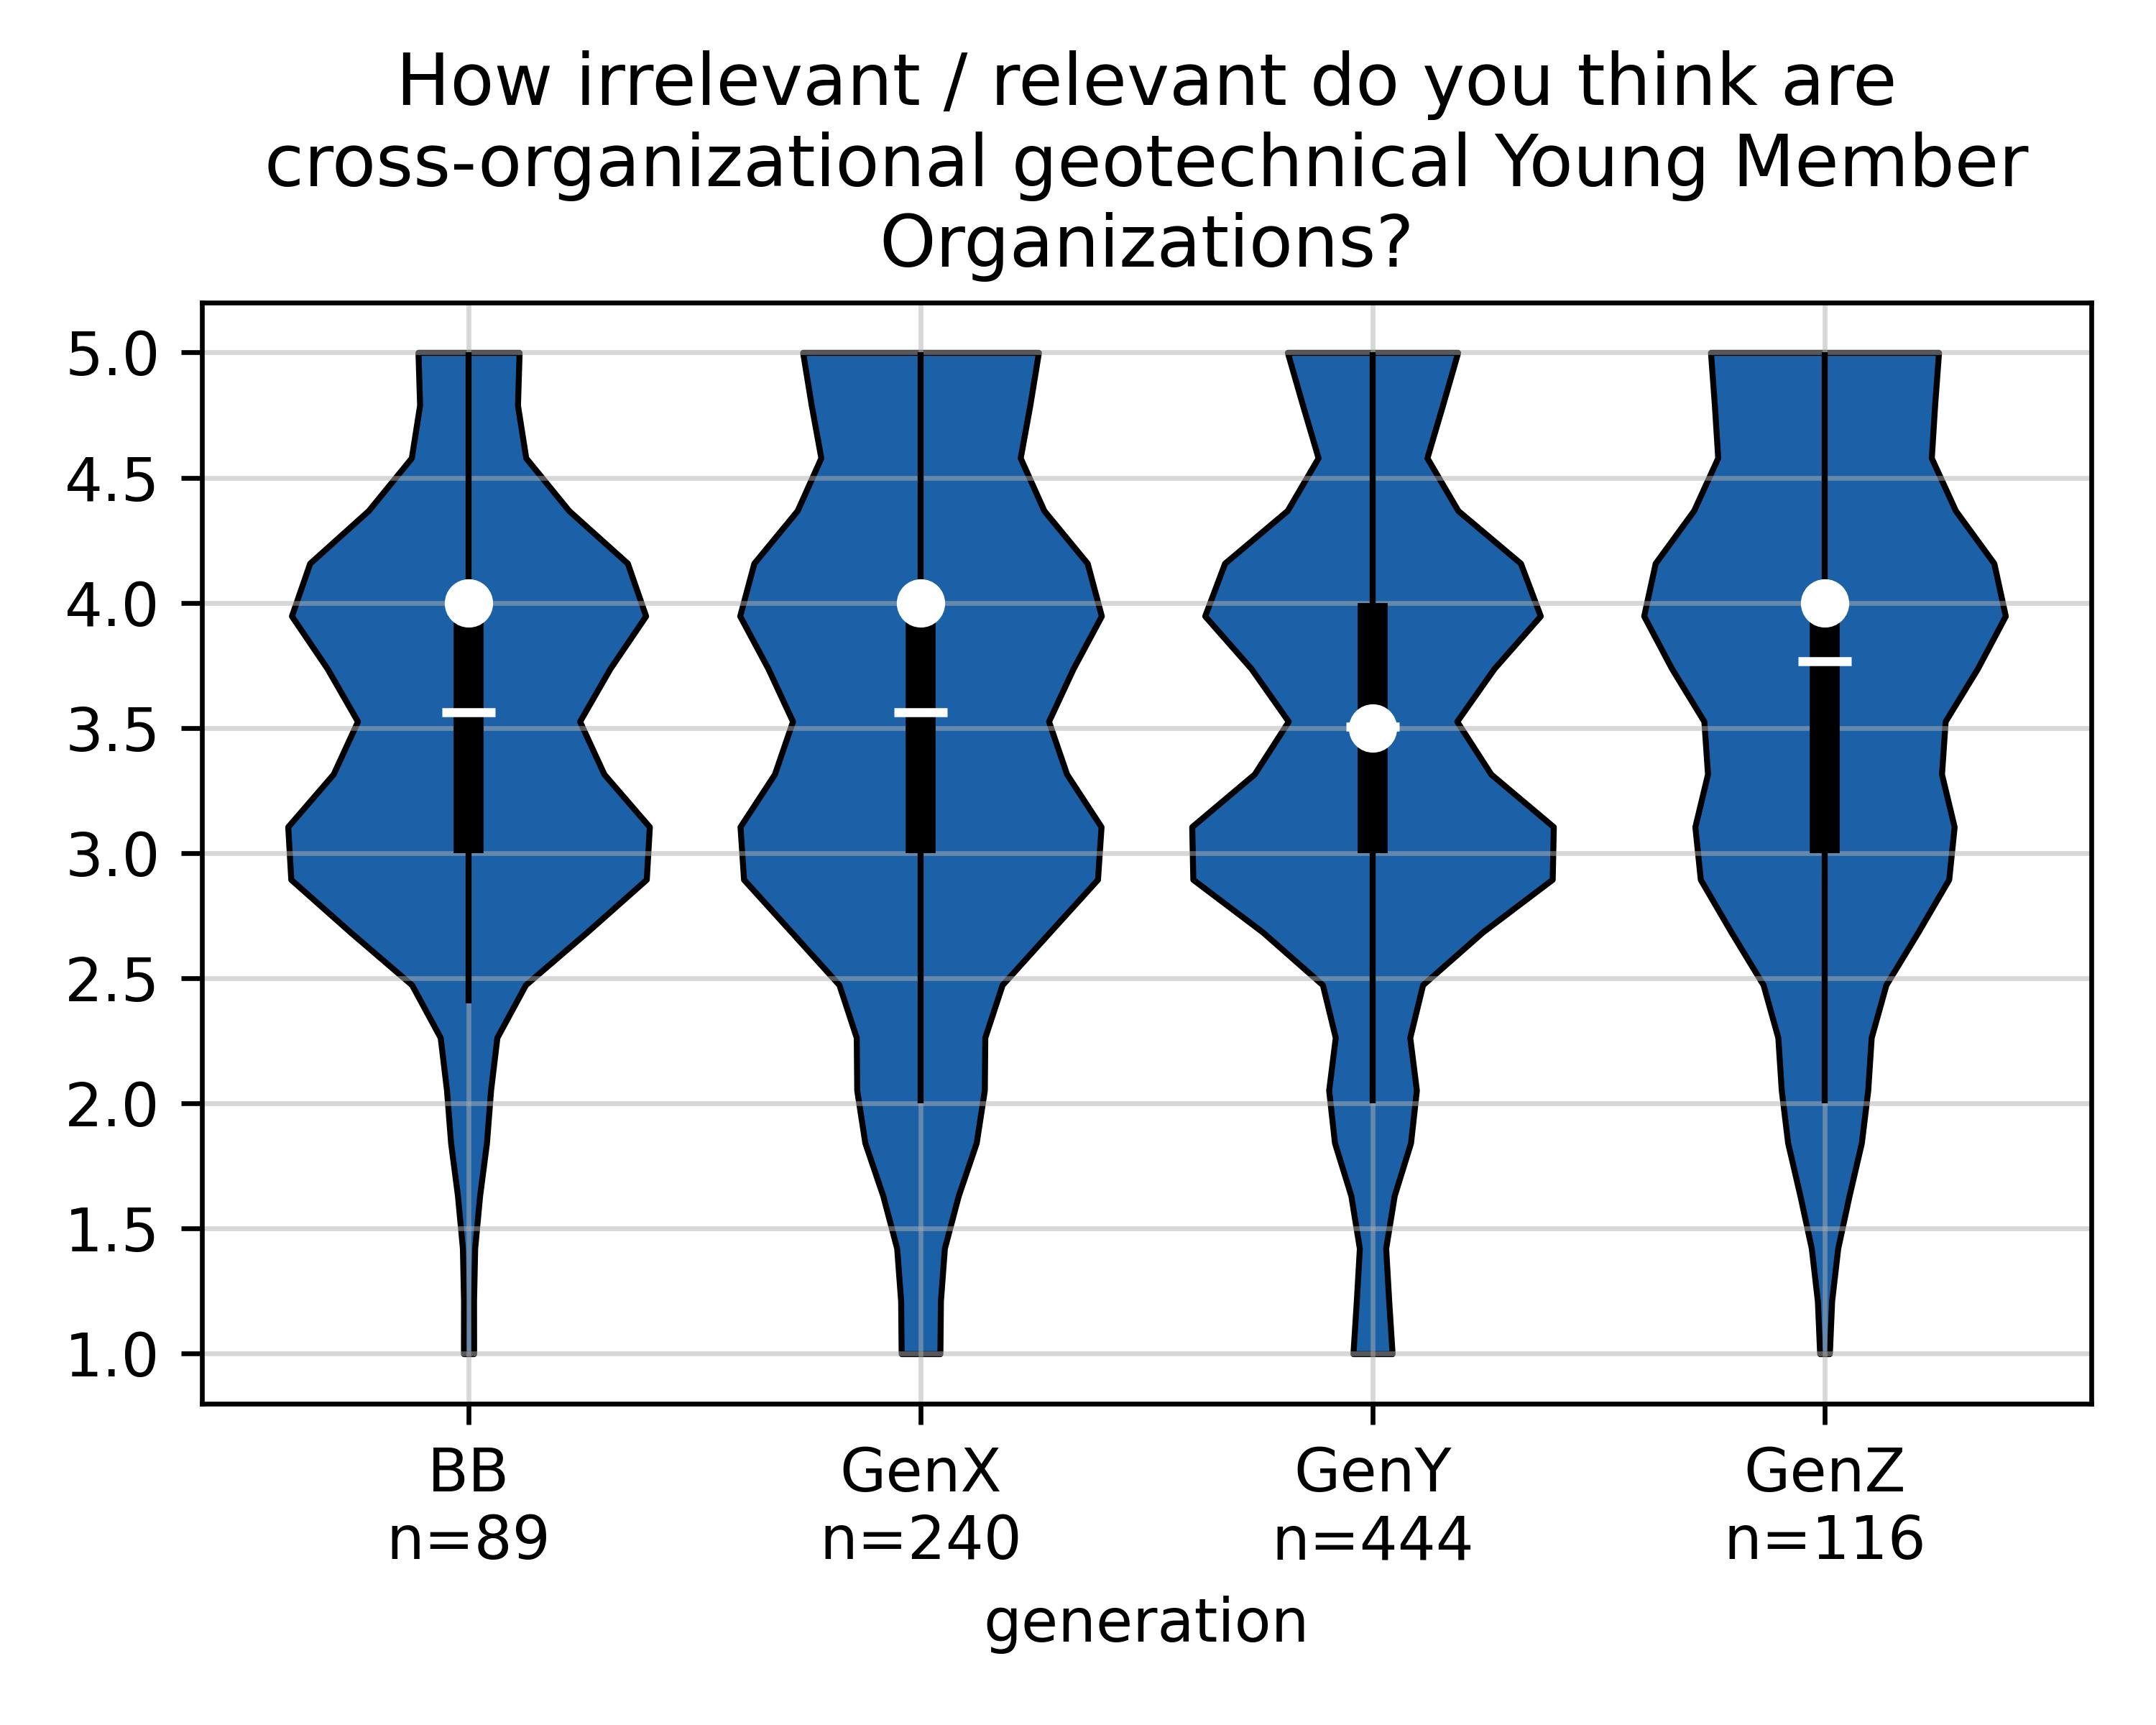 How irrelevant / relevant do you think are
cross-organizational geotechnical Young Member
Organizations?
5.0
4.5
4.0
3.5
3.0
2.5
2.0
1.5
1.0
BB
n=89
GenX
n=240
GenY
n=444
GenZ
n=116
generation